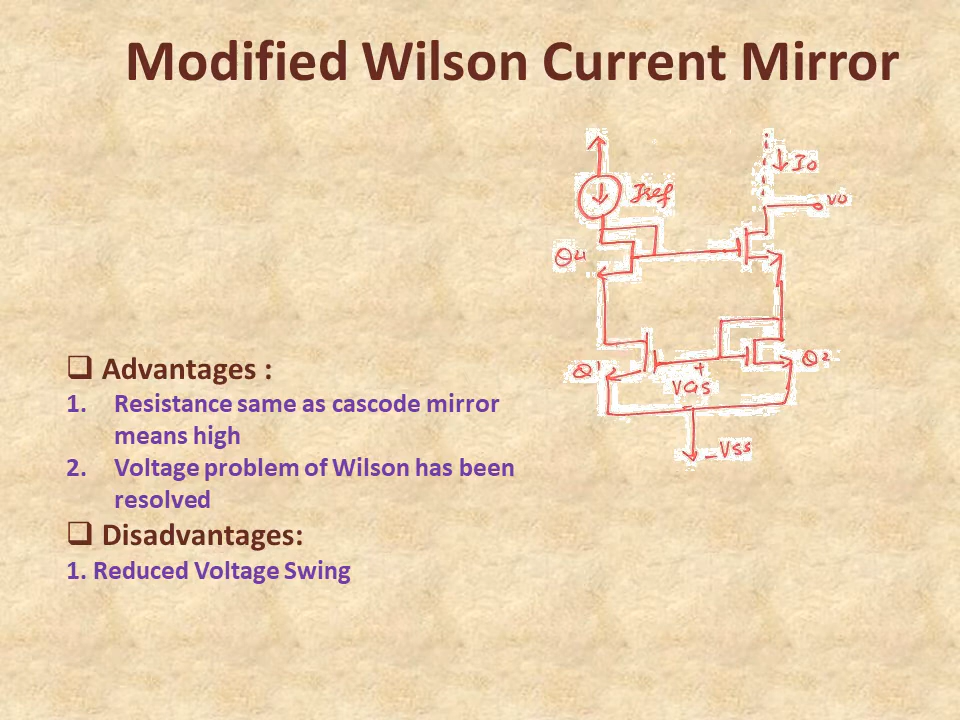 Modified Wilson Current Mirror
Io
Iref
vo
Q4
Q1
Q2
+
VGS
-Vss
❑ Advantages :
1. Resistance same as cascode mirror
means high
2. Voltage problem of Wilson has been
resolved
❑ Disadvantages:
1. Reduced Voltage Swing